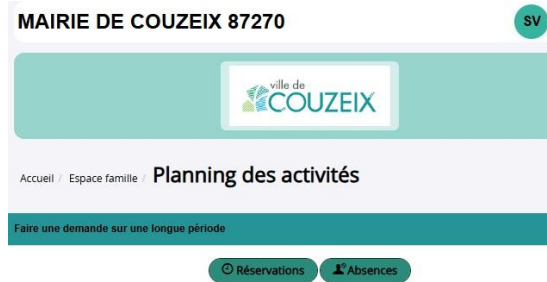 MAIRIE DE COUZEIX 87270
SV
ville de
COUZEIX
Accueil / Espace famille / Planning des activités
Faire une demande sur une longue période
Réservations Absences